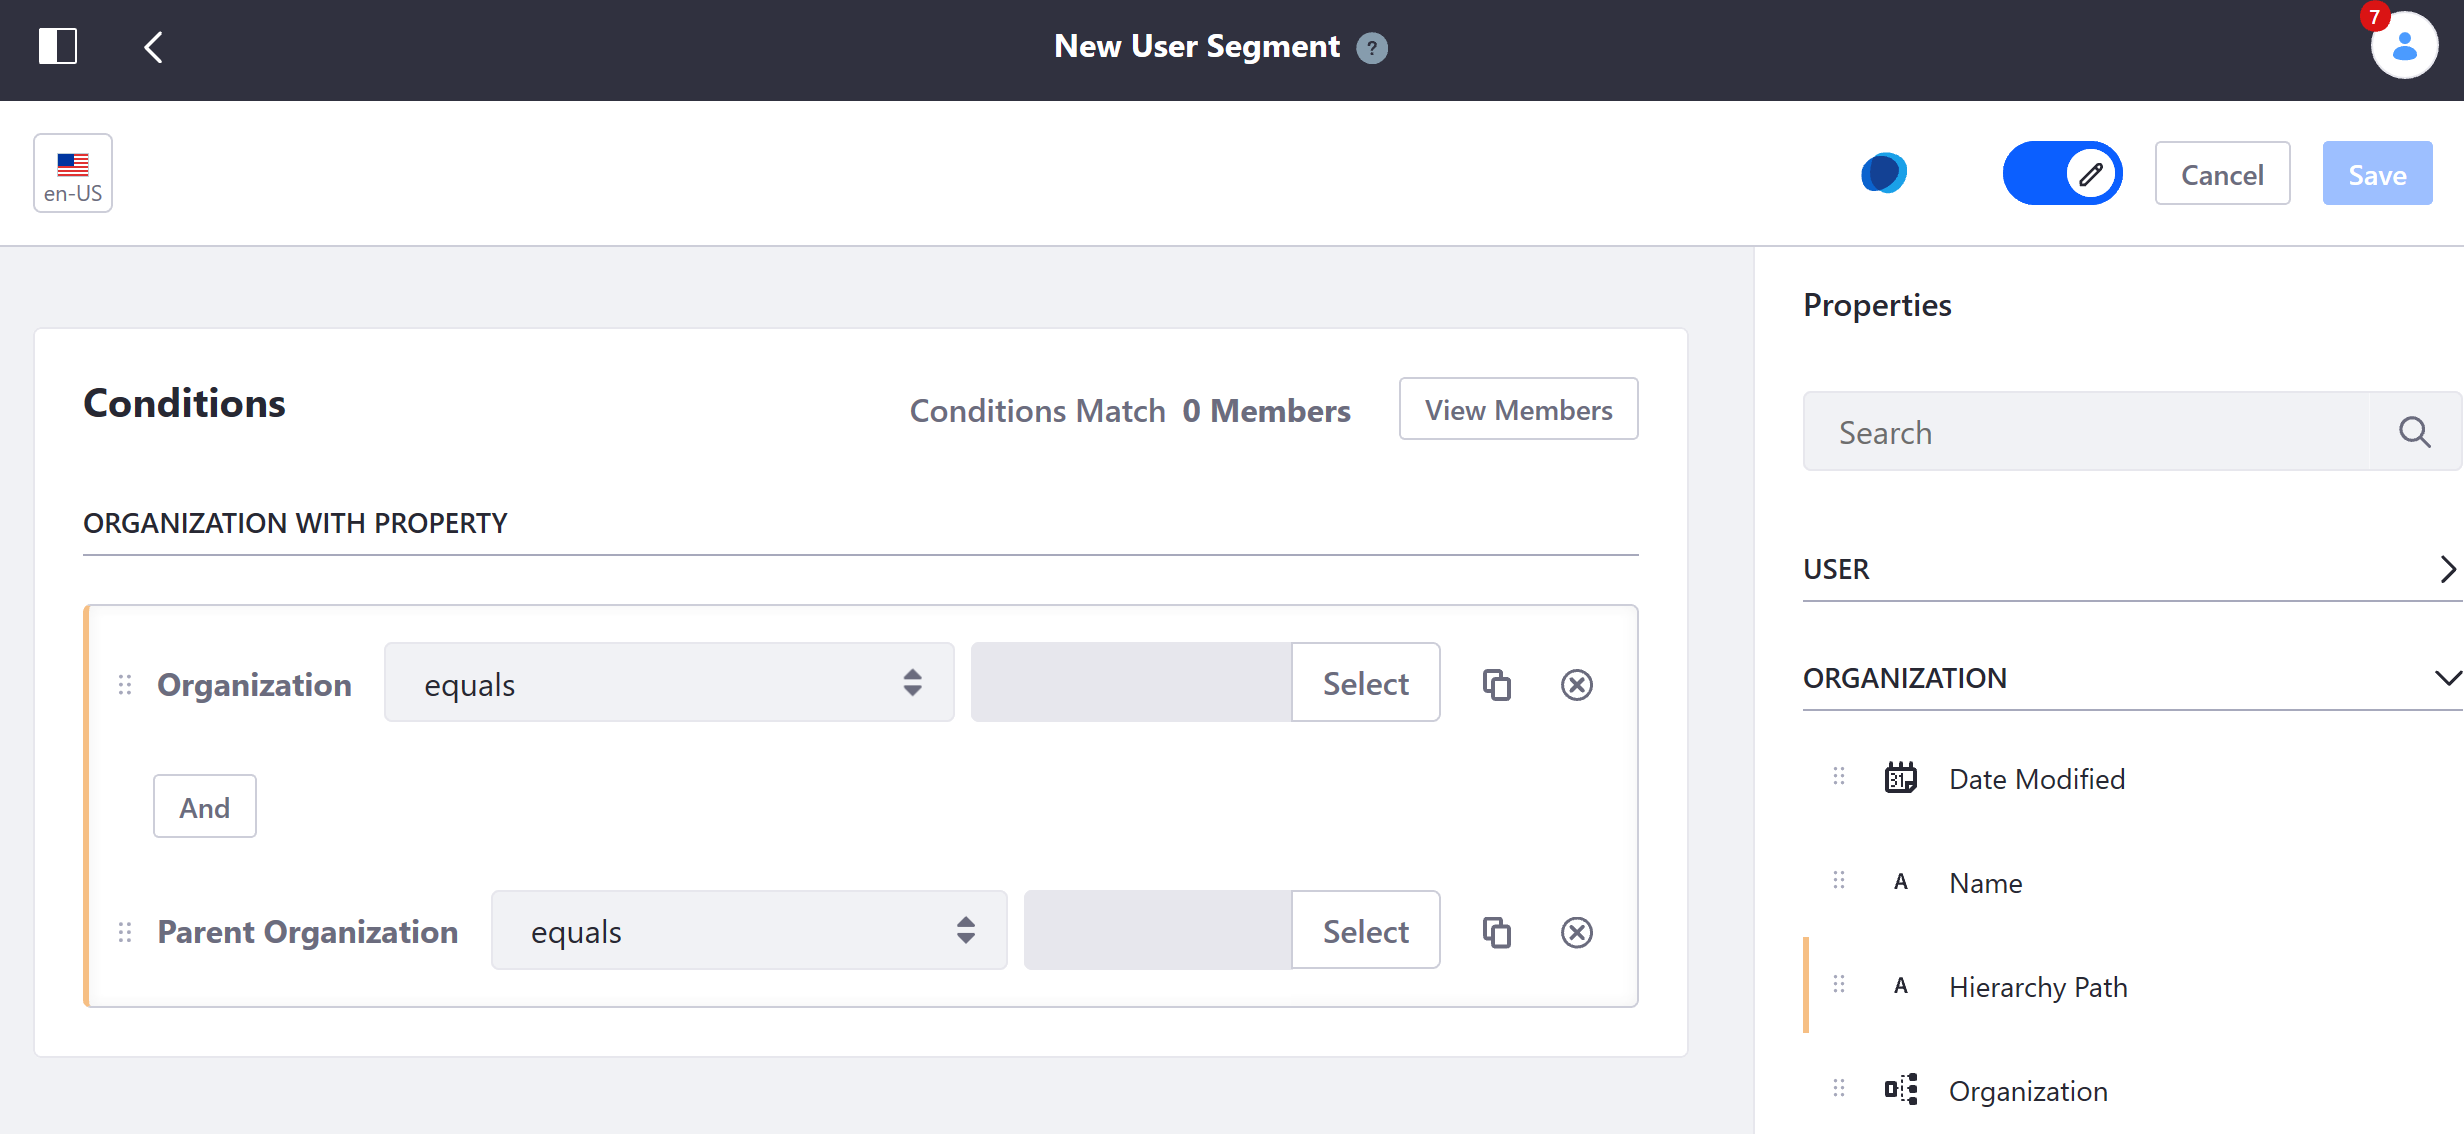 New User Segment ?
7
en-US
Cancel
Save
Conditions
Conditions Match 0 Members
View Members
ORGANIZATION WITH PROPERTY
Organization
equals
Select
And
Parent Organization
equals
Select
Properties
Search
USER
ORGANIZATION
31 Date Modified
A Name
A Hierarchy Path
Organization